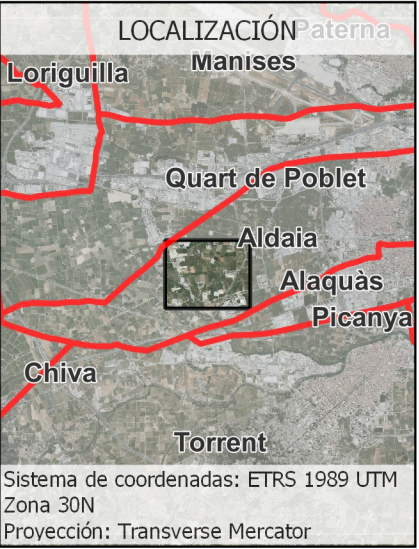 LOCALIZACIÓN
Paterna
Manises
Loriguilla
Quart de Poblet
Aldaia
Alaquàs
Picanya
Chiva
Torrent
Sistema de coordenadas: ETRS 1989 UTM
Zona 30N
Proyección: Transverse Mercator